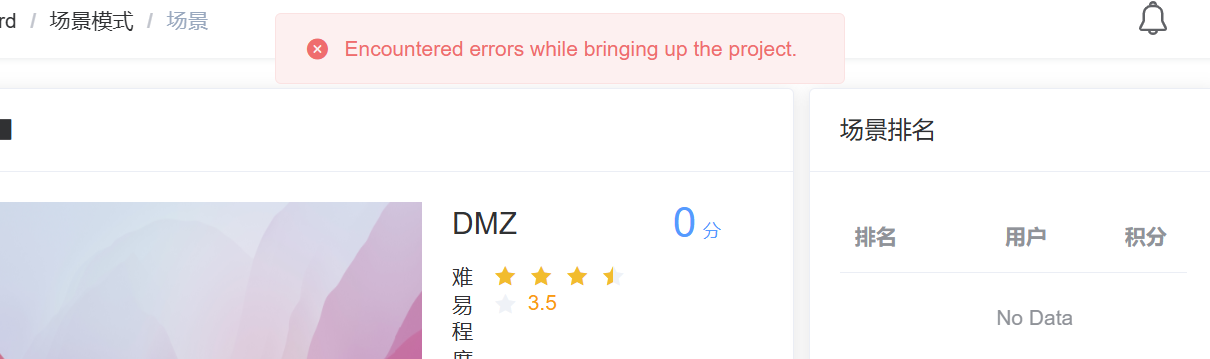 rd / 场景模式 / 场景
Encountered errors while bringing up the project.
场景排名
DMZ
0 分
难
易
程
度
3.5
排名 用户 积分
No Data